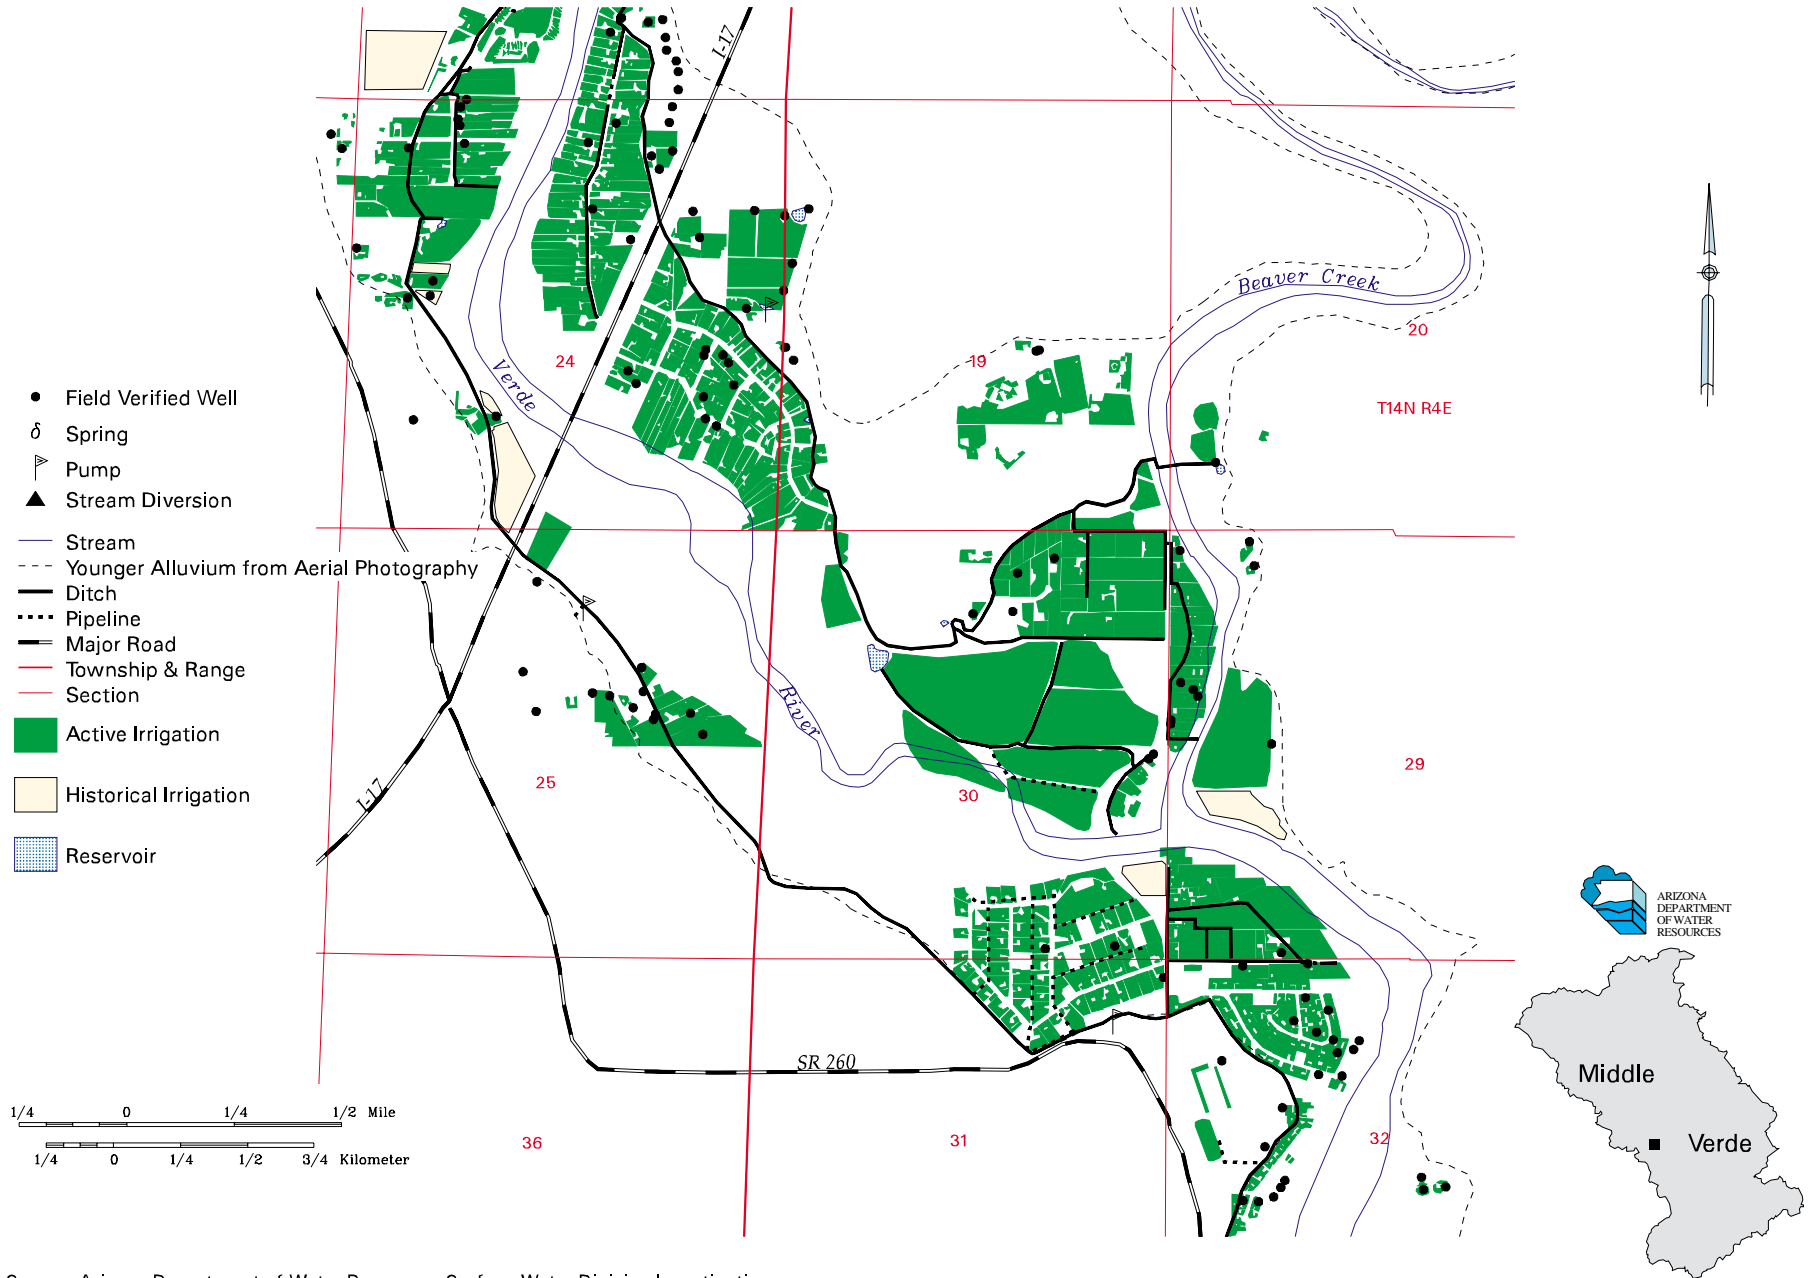 I-17
Beaver Creek
20
24
19
Verde
T14N R4E
Field Verified Well
Spring
Pump
Stream Diversion
Stream
Younger Alluvium from Aerial Photography
Ditch
Pipeline
Major Road
Township & Range
Section
Active Irrigation
Historical Irrigation
Reservoir
River
25
30
29
I-17
ARIZONA
DEPARTMENT
OF WATER
RESOURCES
SR 260
Middle
Verde
1/4 0 1/4 1/2 Mile
1/4 0 1/4 1/2 3/4 Kilometer
36
31
32